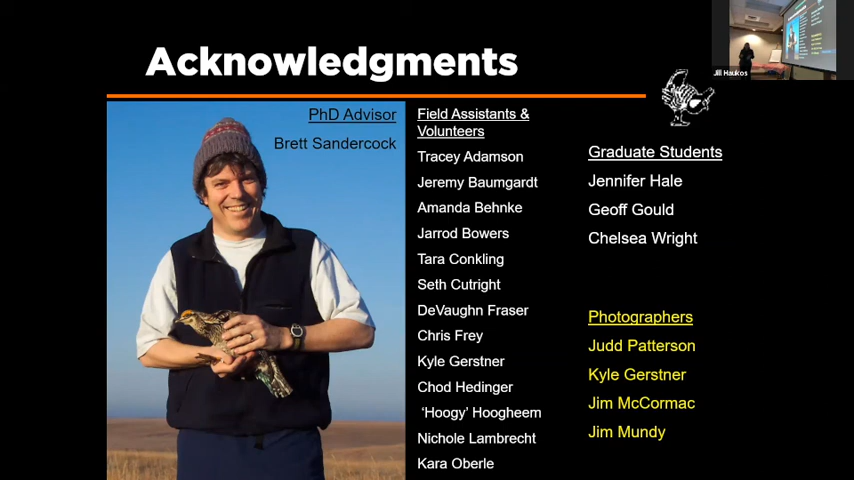 Acknowledgments
Jill Haukos
PhD Advisor
Brett Sandercock
Field Assistants &
Volunteers
Tracey Adamson
Jeremy Baumgardt
Amanda Behnke
Jarrod Bowers
Tara Conkling
Seth Cutright
DeVaughn Fraser
Chris Frey
Kyle Gerstner
Chod Hedinger
‘Hoogy’ Hoogheem
Nichole Lambrecht
Kara Oberle
Graduate Students
Jennifer Hale
Geoff Gould
Chelsea Wright
Photographers
Judd Patterson
Kyle Gerstner
Jim McCormac
Jim Mundy